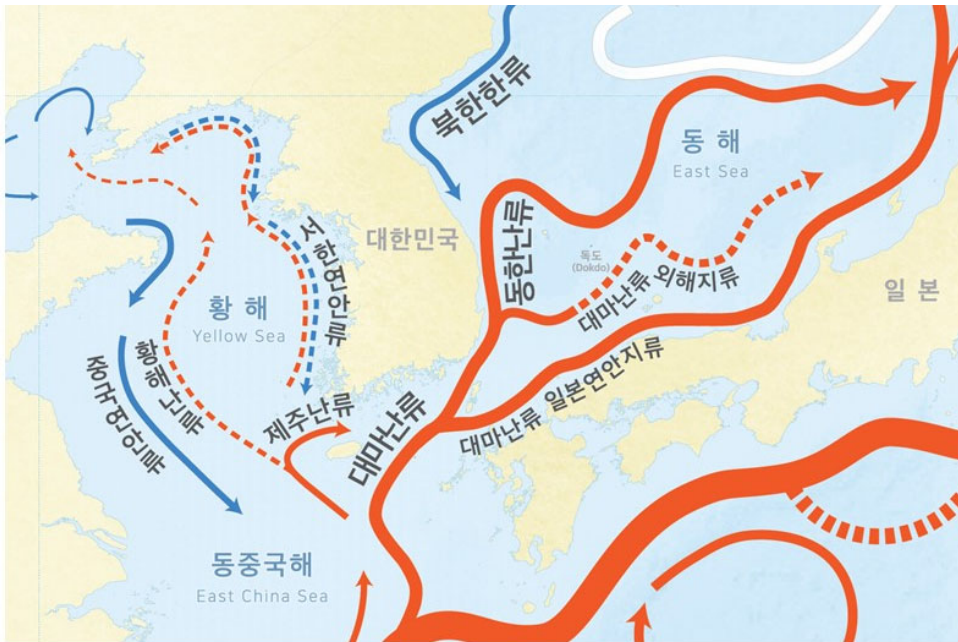 북한한류
동 해
East Sea
대한민국
동한난류
독도
(Dokdo)
대마난류 외해지류
일 본
서한연안류
황 해
Yellow Sea
황해난류
중국연안류
제주난류
대마난류
대마난류 일본연안지류
동중국해
East China Sea